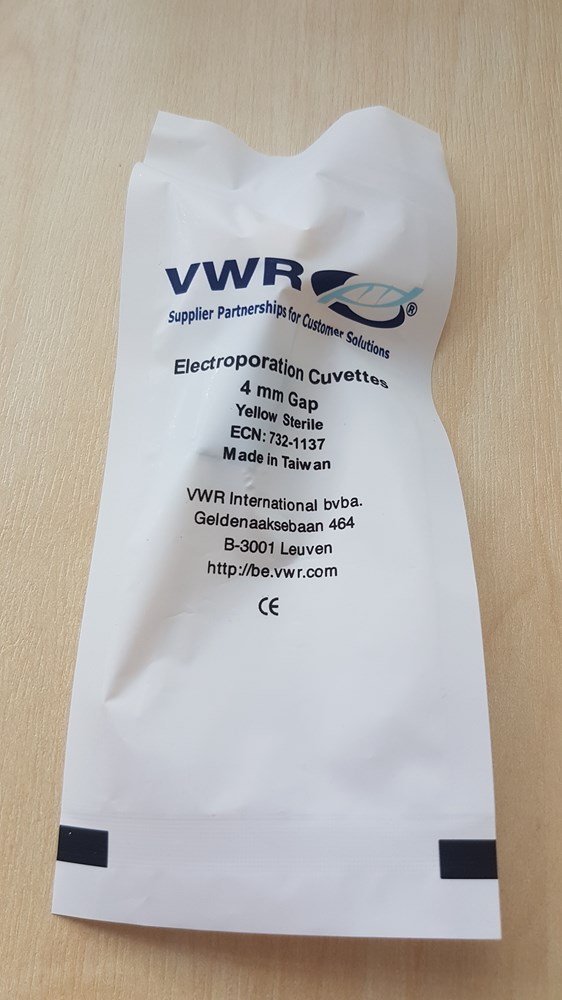 VWR®
Supplier Partnerships for Customer Solutions
Electroporation Cuvettes
4 mm Gap
Yellow Sterile
ECN: 732-1137
Made in Taiwan
VWR International bvba.
Geldenaaksebaan 464
B-3001 Leuven
http://be.vwr.com
CE